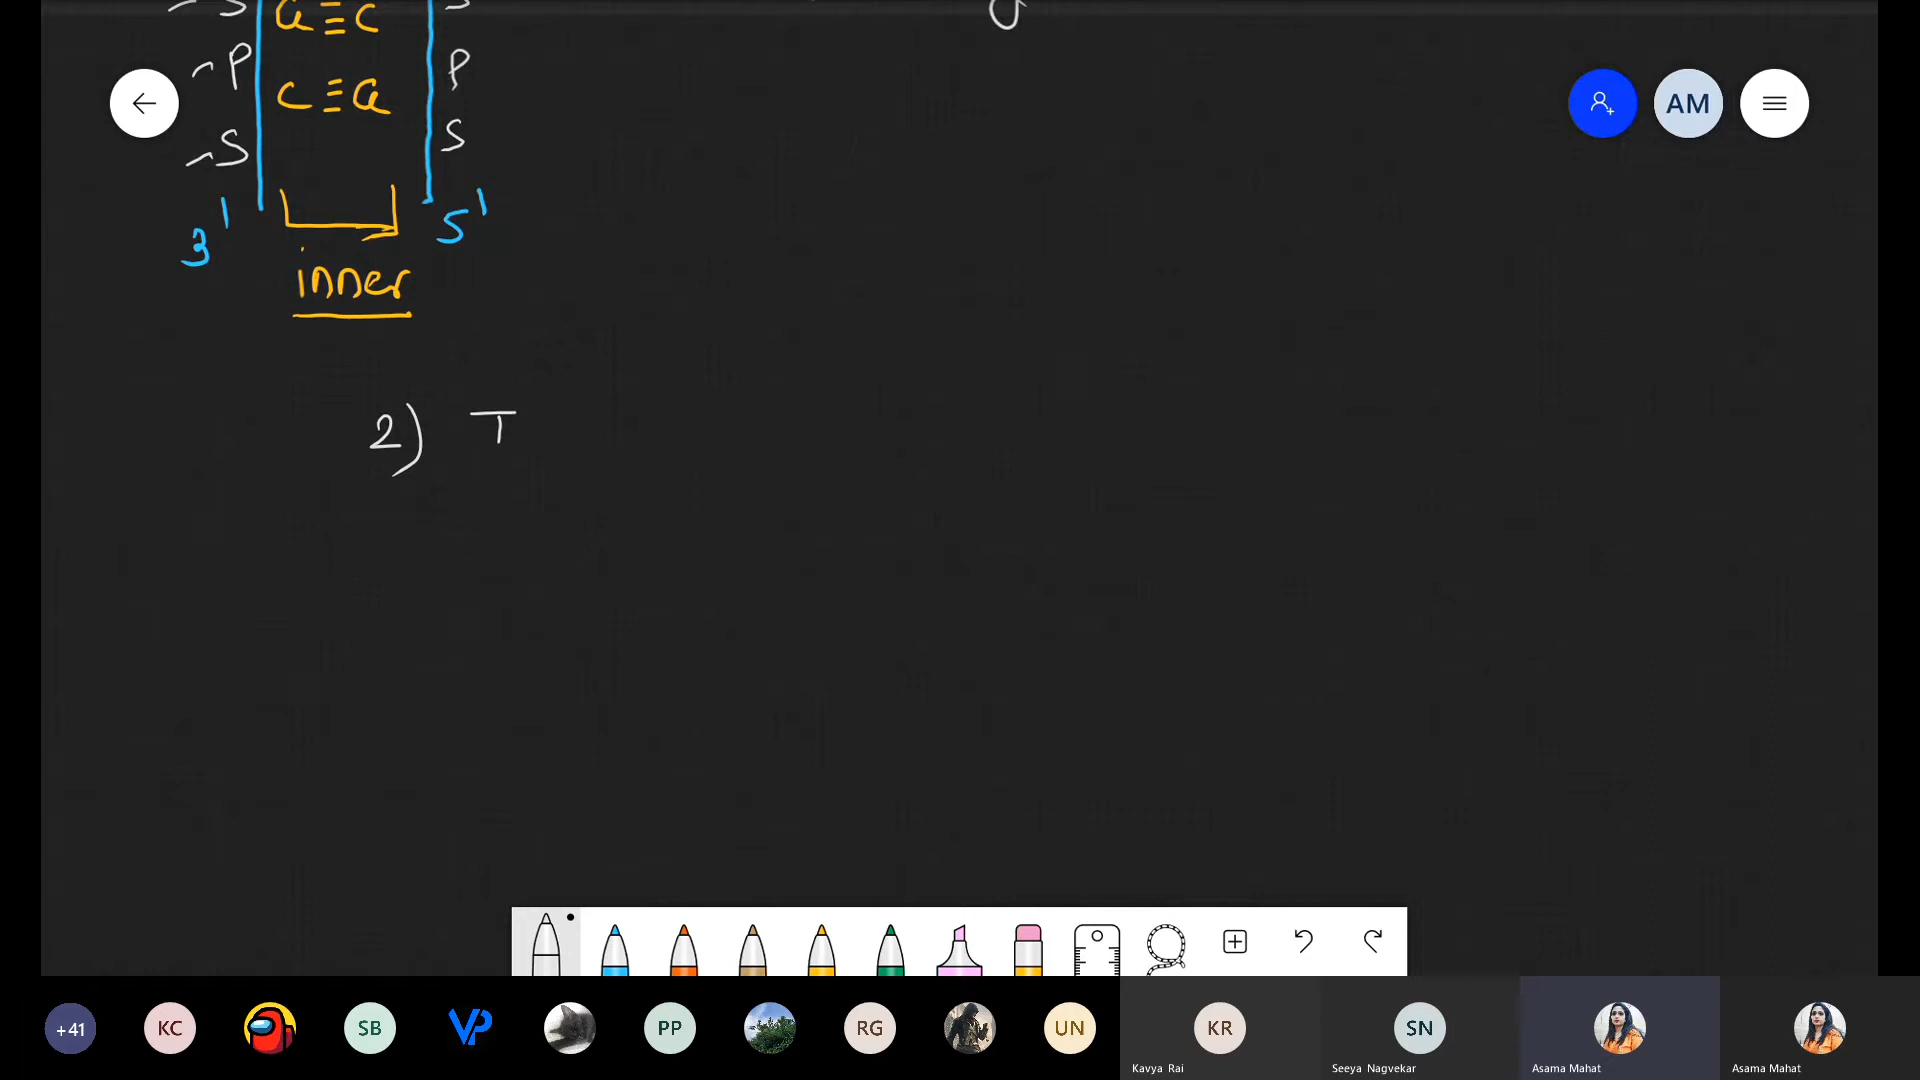 S G ≡ C S
P P
C ≡ G
AM
S S
3' 5'
inner
2) T
+41 KC SB VP PP RG UN KR SN
Kavya Rai Seeya Nagvekar Asama Mahat Asama Mahat